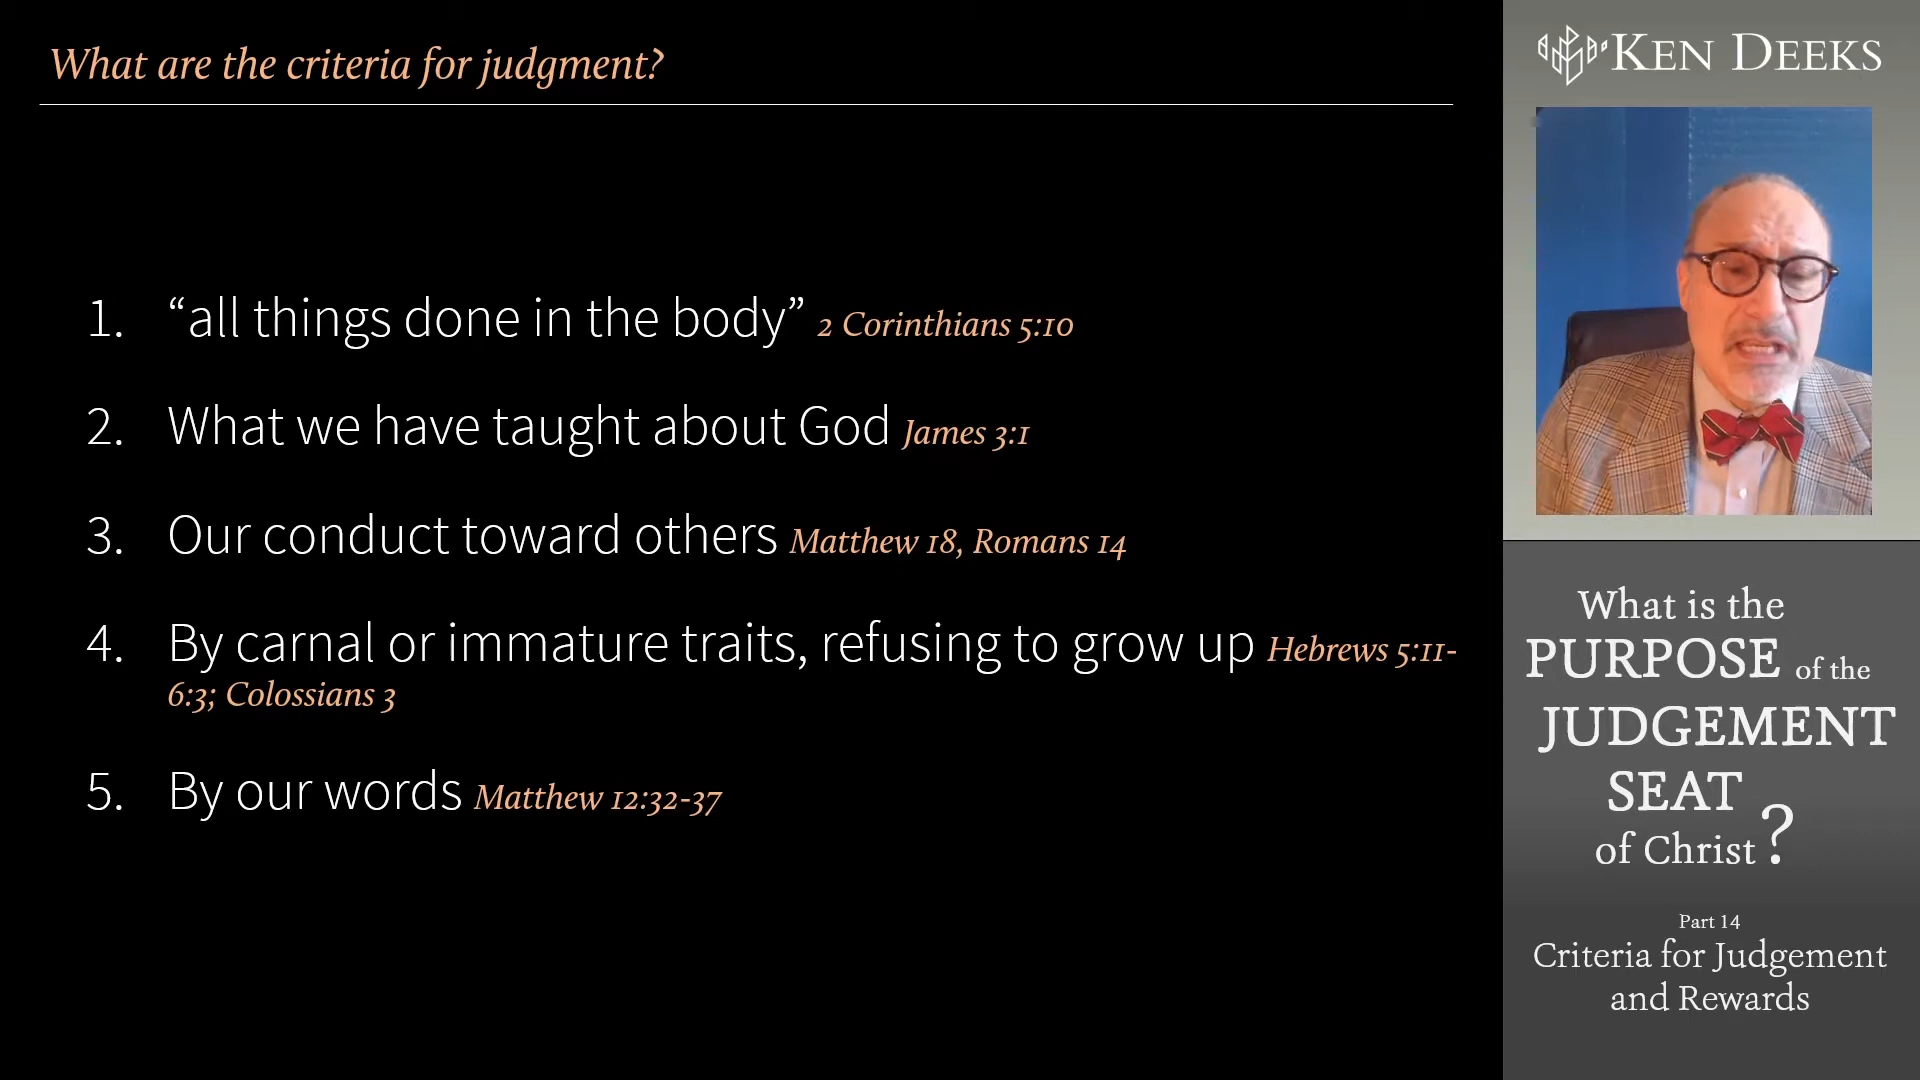 What are the criteria for judgment?
1. “all things done in the body” 2 Corinthians 5:10
2. What we have taught about God James 3:1
3. Our conduct toward others Matthew 18, Romans 14
4. By carnal or immature traits, refusing to grow up Hebrews 5:11-
6:3; Colossians 3
5. By our words Matthew 12:32-37
KEN DEEKS
What is the
PURPOSE of the
JUDGEMENT
SEAT
of Christ?
Part 14
Criteria for Judgement
and Rewards